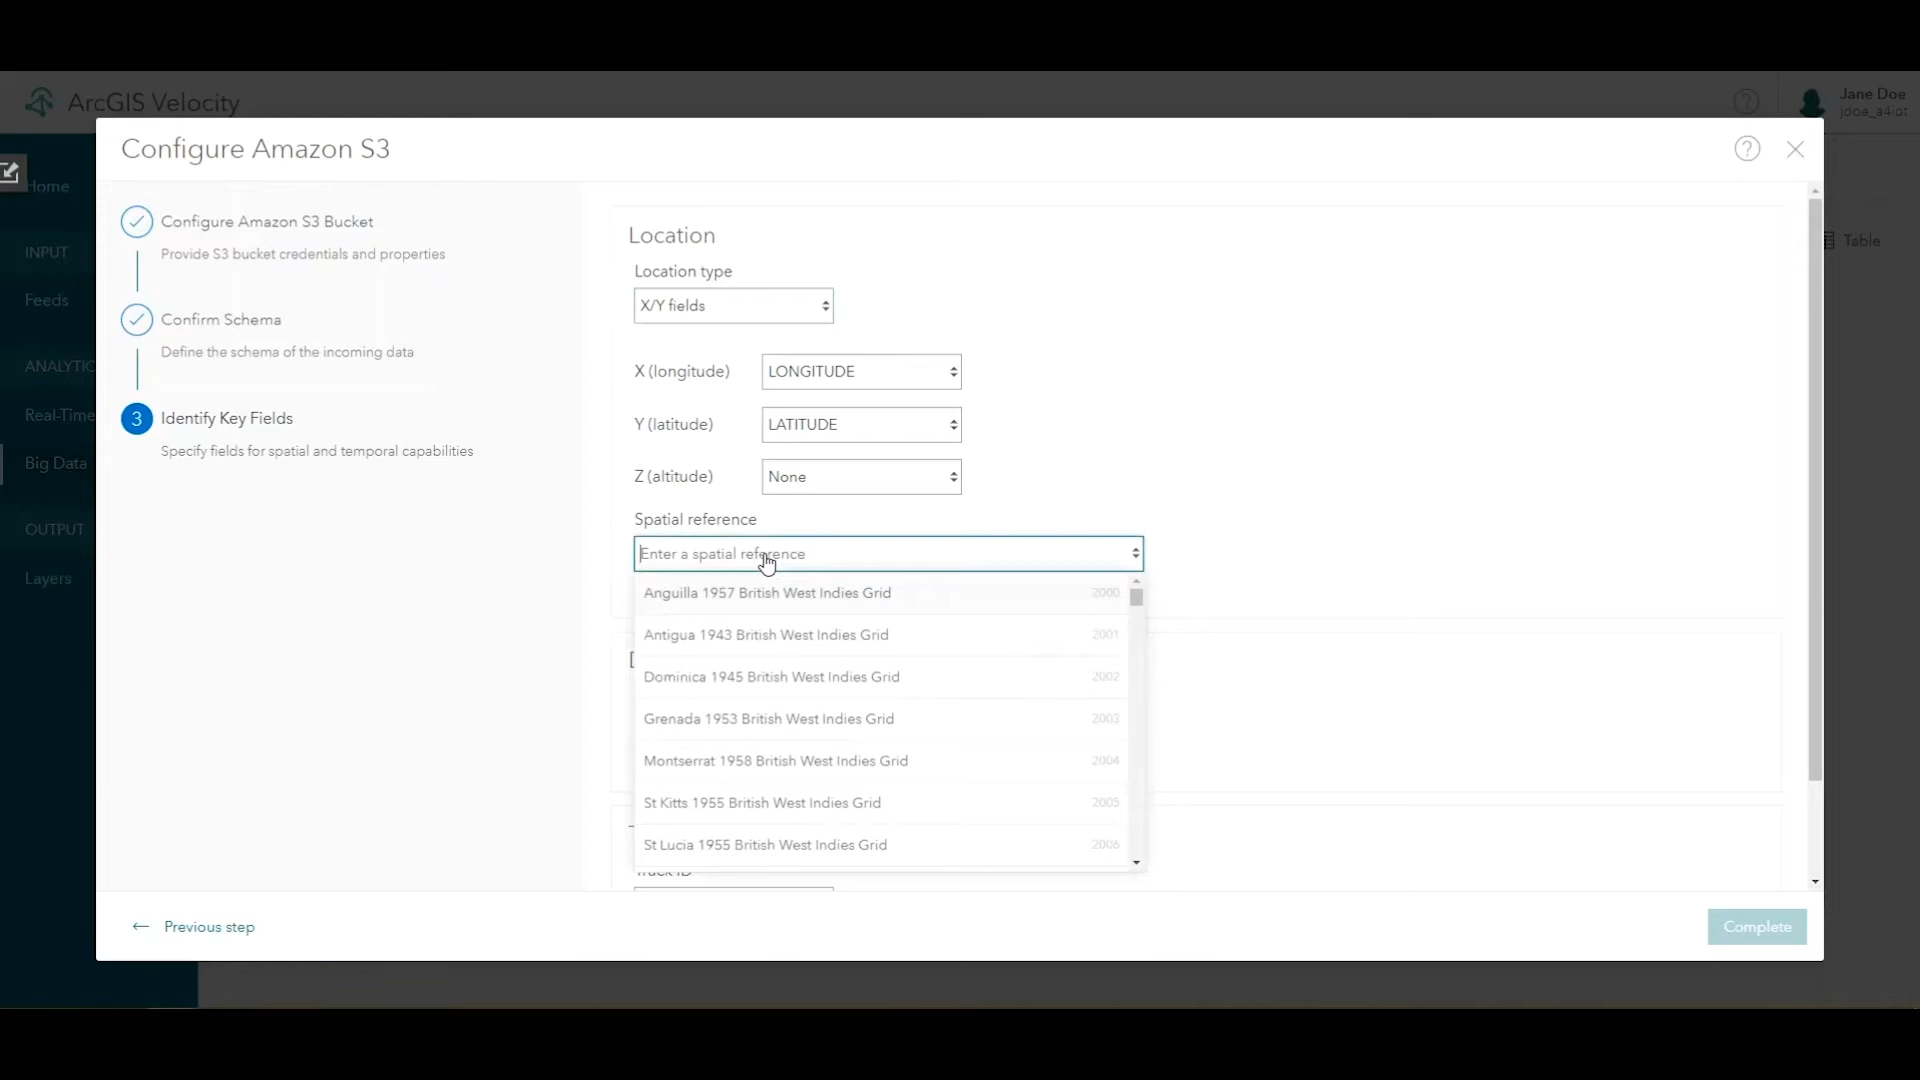 ArcGIS Velocity
Jane Doe
jdoe_a4iot
Configure Amazon S3
Home
INPUT
Feeds
ANALYTIC
Real-Time
Big Data
OUTPUT
Layers
Table
Configure Amazon S3 Bucket
Provide S3 bucket credentials and properties
Confirm Schema
Define the schema of the incoming data
3 Identify Key Fields
Specify fields for spatial and temporal capabilities
Location
Location type
X/Y fields
X (longitude) LONGITUDE
Y (latitude) LATITUDE
Z (altitude) None
Spatial reference
Enter a spatial reference
Anguilla 1957 British West Indies Grid 2000
Antigua 1943 British West Indies Grid 2001
Dominica 1945 British West Indies Grid 2002
Grenada 1953 British West Indies Grid 2003
Montserrat 1958 British West Indies Grid 2004
St Kitts 1955 British West Indies Grid 2005
St Lucia 1955 British West Indies Grid 2006
Track ID
← Previous step
Complete